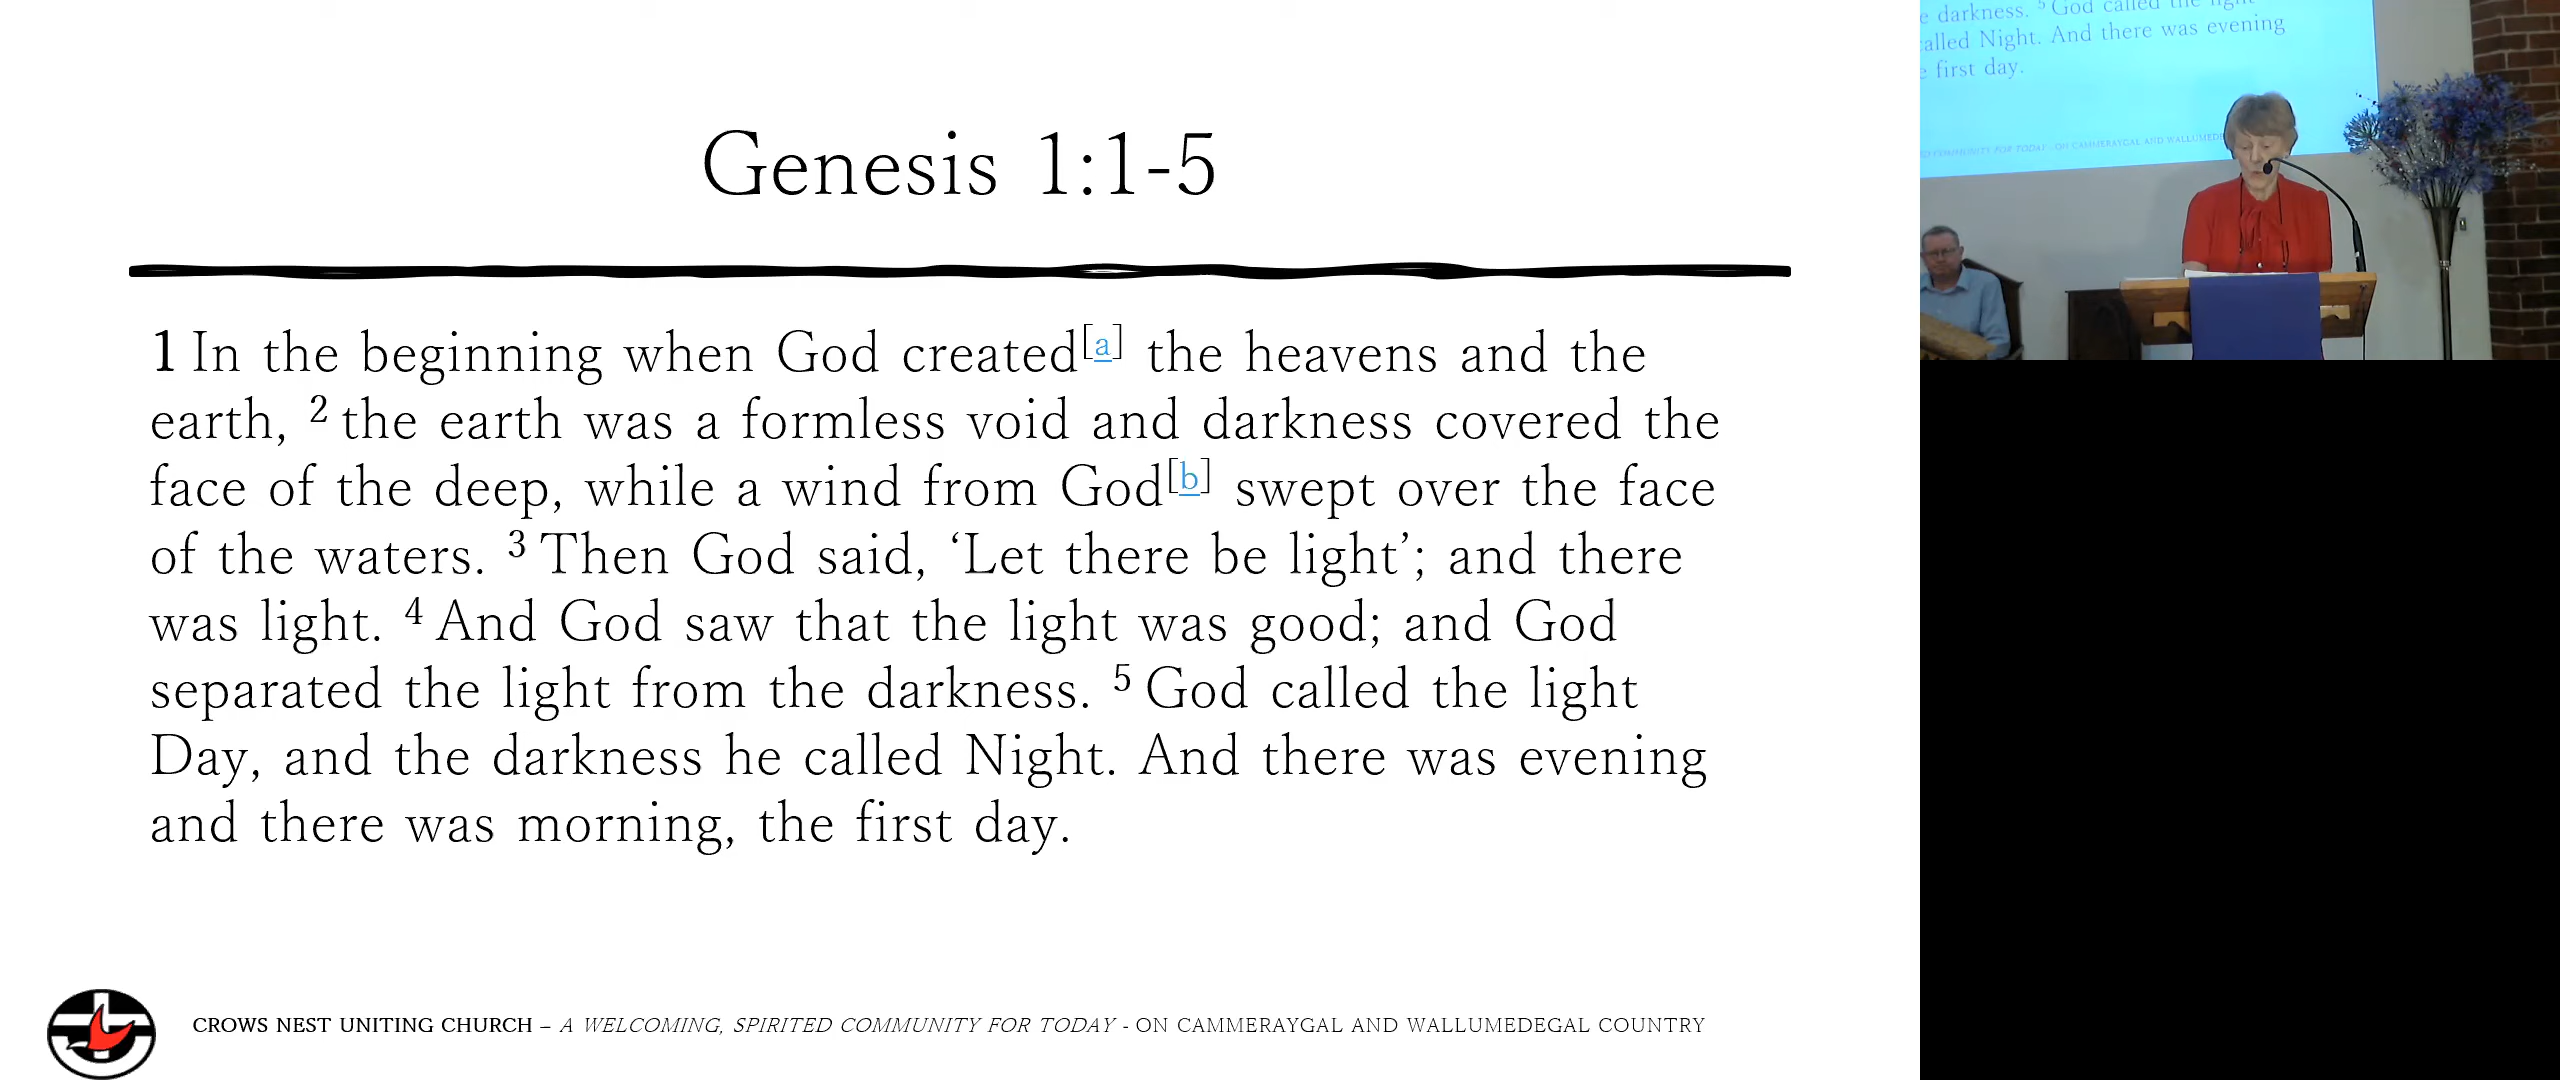 Genesis 1:1-5
1 In the beginning when God created[a] the heavens and the
earth, 2 the earth was a formless void and darkness covered the
face of the deep, while a wind from God[b] swept over the face
of the waters. 3 Then God said, ‘Let there be light’; and there
was light. 4 And God saw that the light was good; and God
separated the light from the darkness. 5 God called the light
Day, and the darkness he called Night. And there was evening
and there was morning, the first day.
CROWS NEST UNITING CHURCH – A WELCOMING, SPIRITED COMMUNITY FOR TODAY - ON CAMMERAYGAL AND WALLUMEDEGAL COUNTRY
darkness. 5 God called the light
called Night. And there was evening
first day.
COMMUNITY FOR TODAY - ON CAMMERAYGAL AND